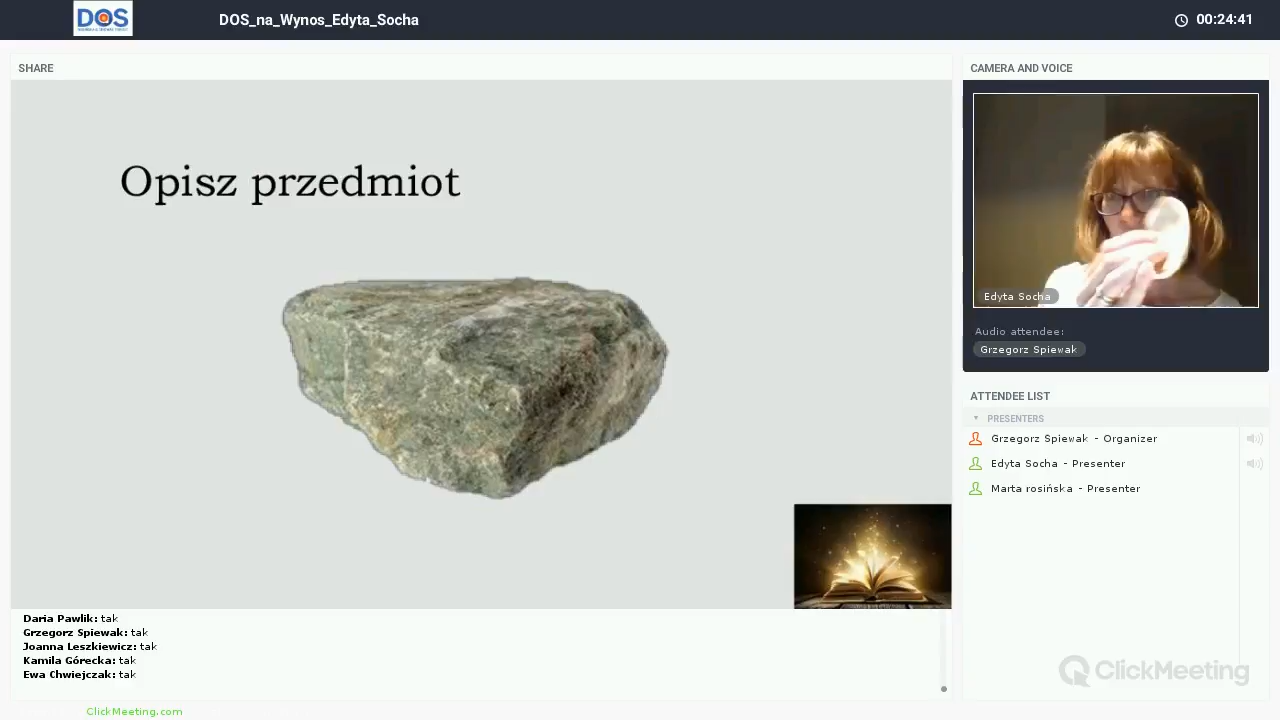 DOS
DOS_na_Wynos_Edyta_Socha
00:24:41
SHARE
Opisz przedmiot
Daria Pawlik: tak
Grzegorz Spiewak: tak
Joanna Leszkiewicz: tak
Kamila Górecka: tak
Ewa Chwiejczak: tak
ClickMeeting.com
CAMERA AND VOICE
Edyta Socha
Audio attendee:
Grzegorz Spiewak
ATTENDEE LIST
PRESENTERS
Grzegorz Spiewak - Organizer
Edyta Socha - Presenter
Marta rosińska - Presenter
ClickMeeting